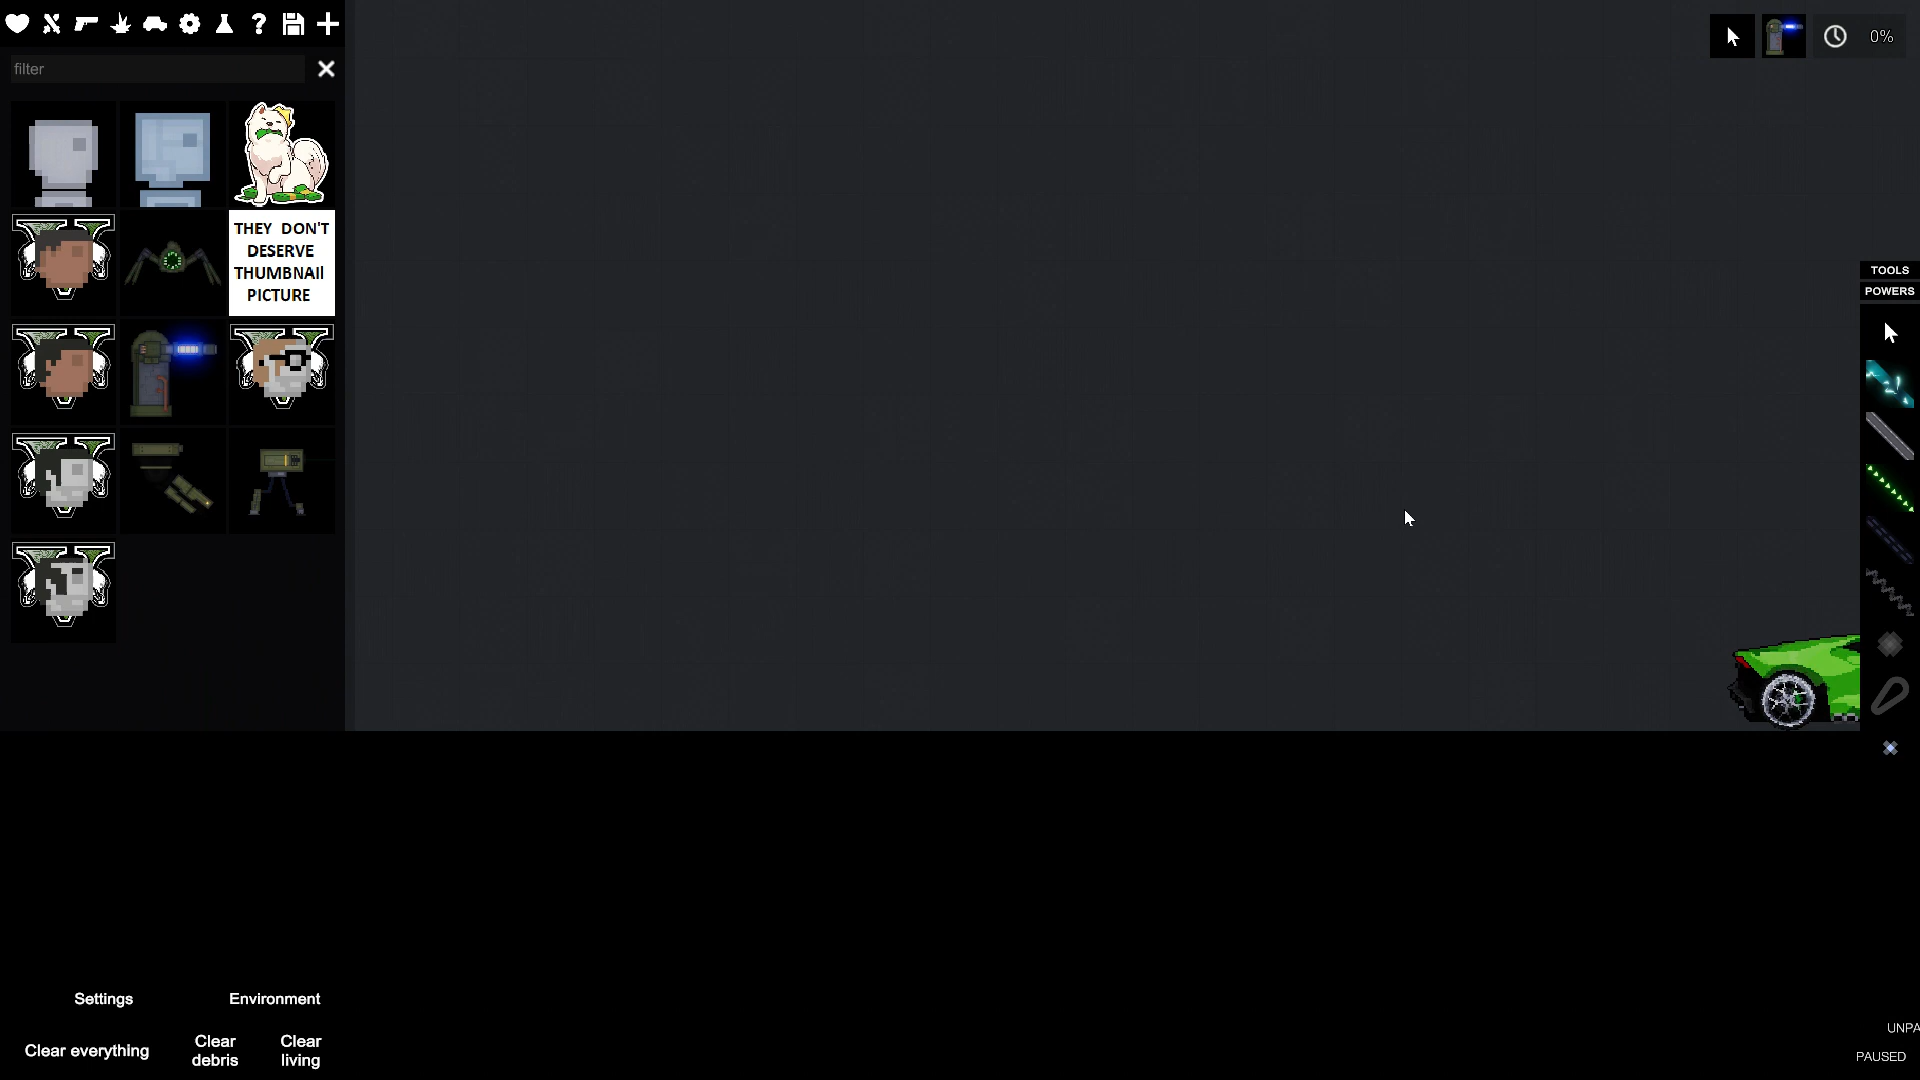 filter
0%
THEY DON'T
DESERVE
THUMBNAIl
PICTURE
TOOLS
POWERS
Settings
Environment
Clear everything
Clear
debris
Clear
living
UNPA
PAUSED